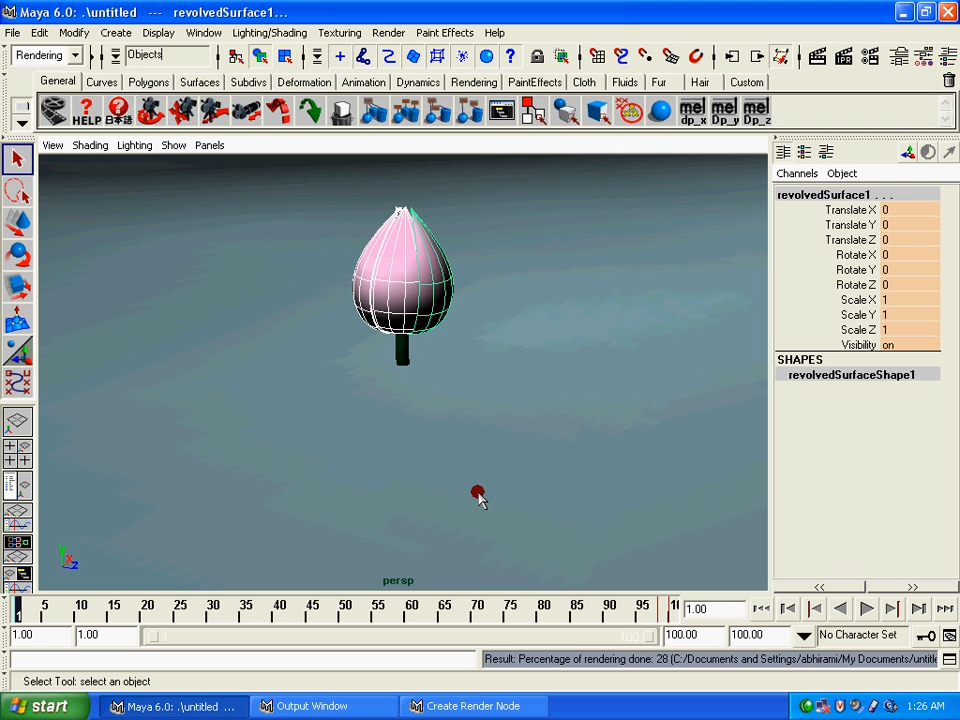 Maya 6.0: .\untitled --- revolvedSurface1...
File Edit Modify Create Display Window Lighting/Shading Texturing Render Paint Effects Help
Rendering Objects
General Curves Polygons Surfaces Subdivs Deformation Animation Dynamics Rendering PaintEffects Cloth Fluids Fur Hair Custom
HELP 日本語 mel dp_x mel Dp_y mel Dp_z
View Shading Lighting Show Panels
Channels Object
revolvedSurface1 . . .
Translate X 0
Translate Y 0
Translate Z 0
Rotate X 0
Rotate Y 0
Rotate Z 0
Scale X 1
Scale Y 1
Scale Z 1
Visibility on
SHAPES
revolvedSurfaceShape1
persp
<< >>
1 5 10 15 20 25 30 35 40 45 50 55 60 65 70 75 80 85 90 95 10 1.00
1.00 1.00 1 100 100.00 100.00 No Character Set
Result: Percentage of rendering done: 28 (C:/Documents and Settings/abhirami/My Documents/untitle
Select Tool: select an object
start Maya 6.0: .\untitled ... Output Window Create Render Node 1:26 AM